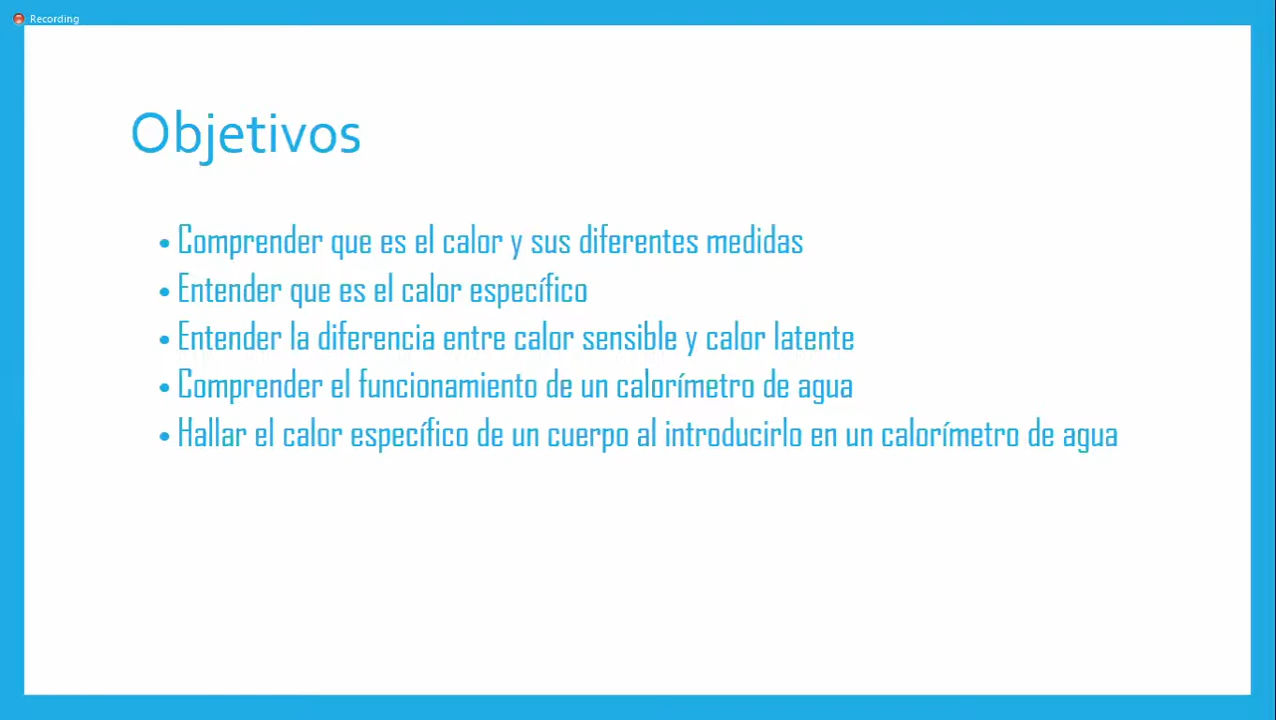 Recording
Objetivos
• Comprender que es el calor y sus diferentes medidas
• Entender que es el calor específico
• Entender la diferencia entre calor sensible y calor latente
• Comprender el funcionamiento de un calorímetro de agua
• Hallar el calor específico de un cuerpo al introducirlo en un calorímetro de agua